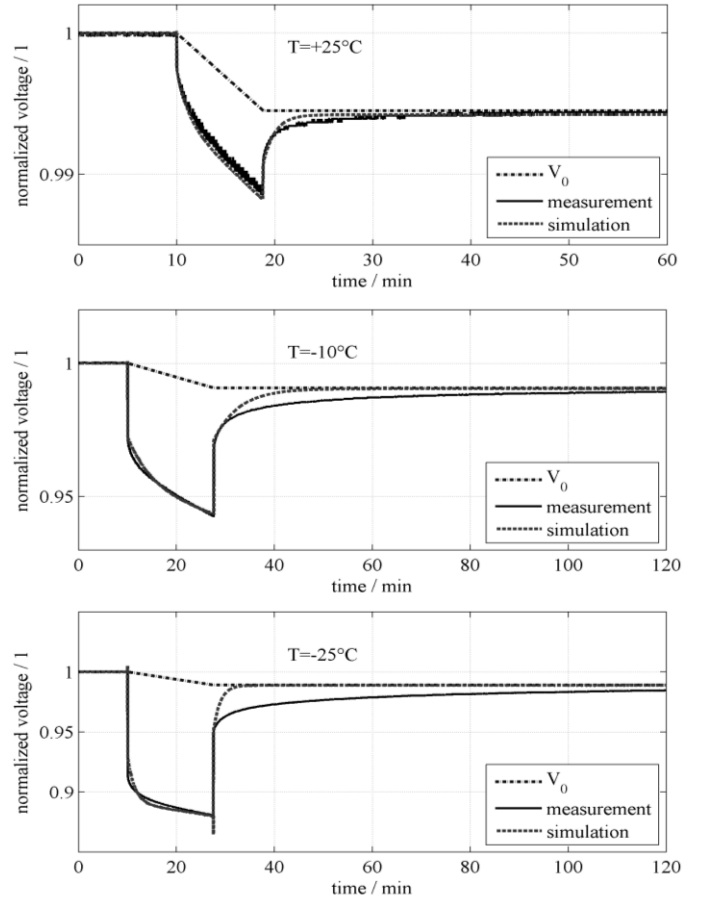 normalized voltage / 1
1
0.99
T=+25°C
V0
measurement
simulation
0 10 20 30 40 50 60
time / min
normalized voltage / 1
1
0.95
T=-10°C
V0
measurement
simulation
0 20 40 60 80 100 120
time / min
normalized voltage / 1
1
0.95
0.9
T=-25°C
V0
measurement
simulation
0 20 40 60 80 100 120
time / min